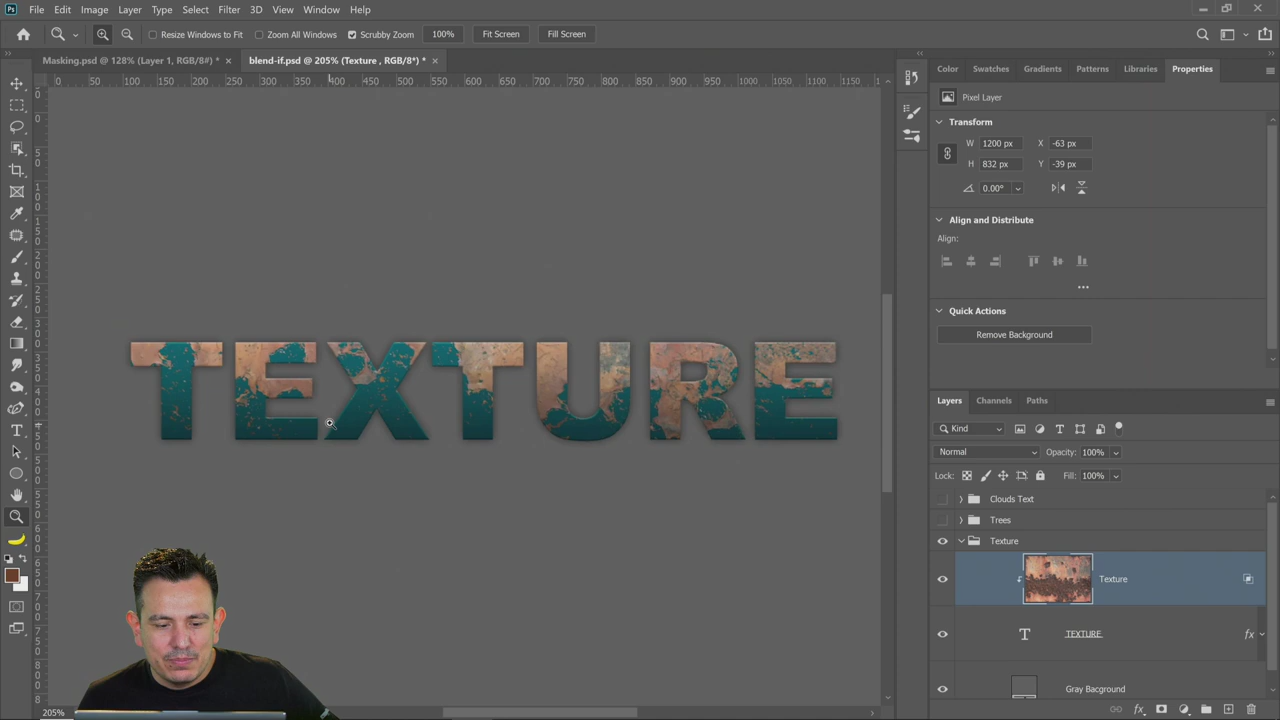 Ps File Edit Image Layer Type Select Filter 3D View Window Help
Resize Windows to Fit Zoom All Windows Scrubby Zoom 100% Fit Screen Fill Screen
Masking.psd @ 128% (Layer 1, RGB/8#) * × blend-if.psd @ 205% (Texture , RGB/8*) * ×
Color Swatches Gradients Patterns Libraries Properties
0 50 100 150 200 250 300 350 400 450 500 550 600 650 700 750 800 850 900 950 1000 1050 1100 1150
Pixel Layer
Transform
W 1200 px X -63 px
H 832 px Y -39 px
0.00°
Align and Distribute
Align:
Quick Actions
Remove Background
TEXTURE
Layers Channels Paths
Kind
Normal Opacity: 100%
Lock: Fill: 100%
Clouds Text
Trees
Texture
Texture
T TEXTURE fx
Gray Bacground
205%
fx